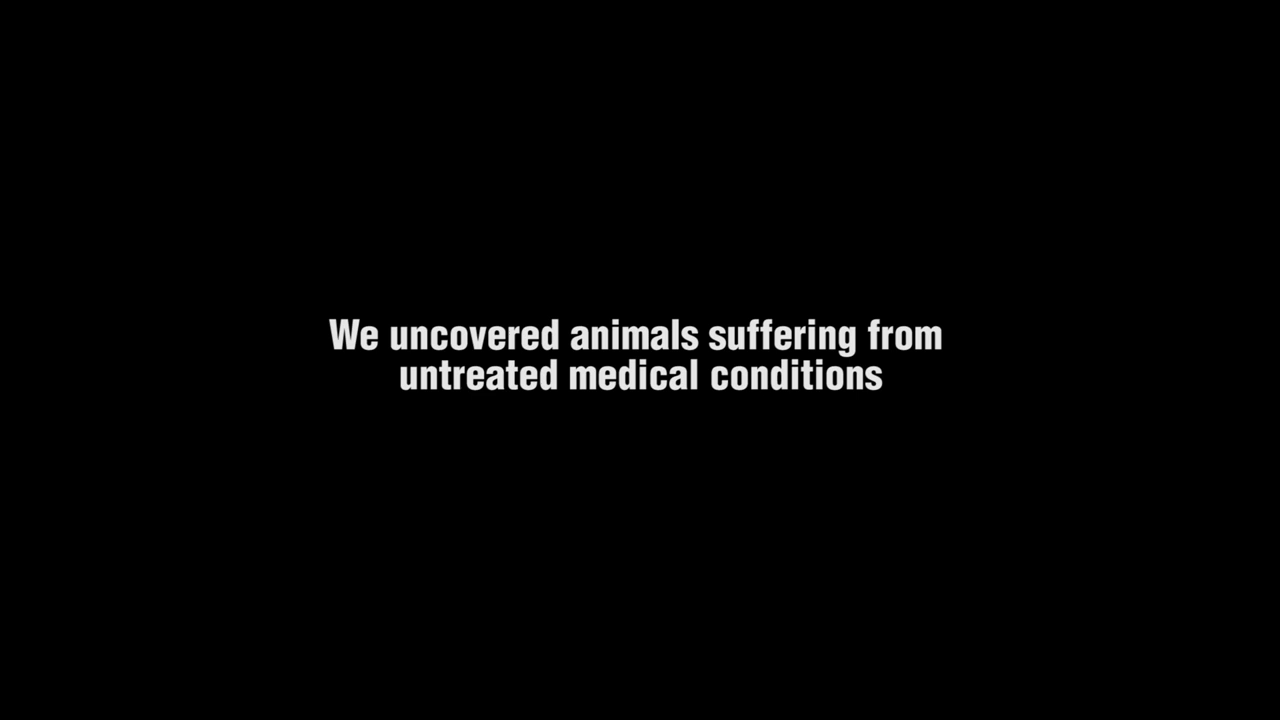 We uncovered animals suffering from
untreated medical conditions